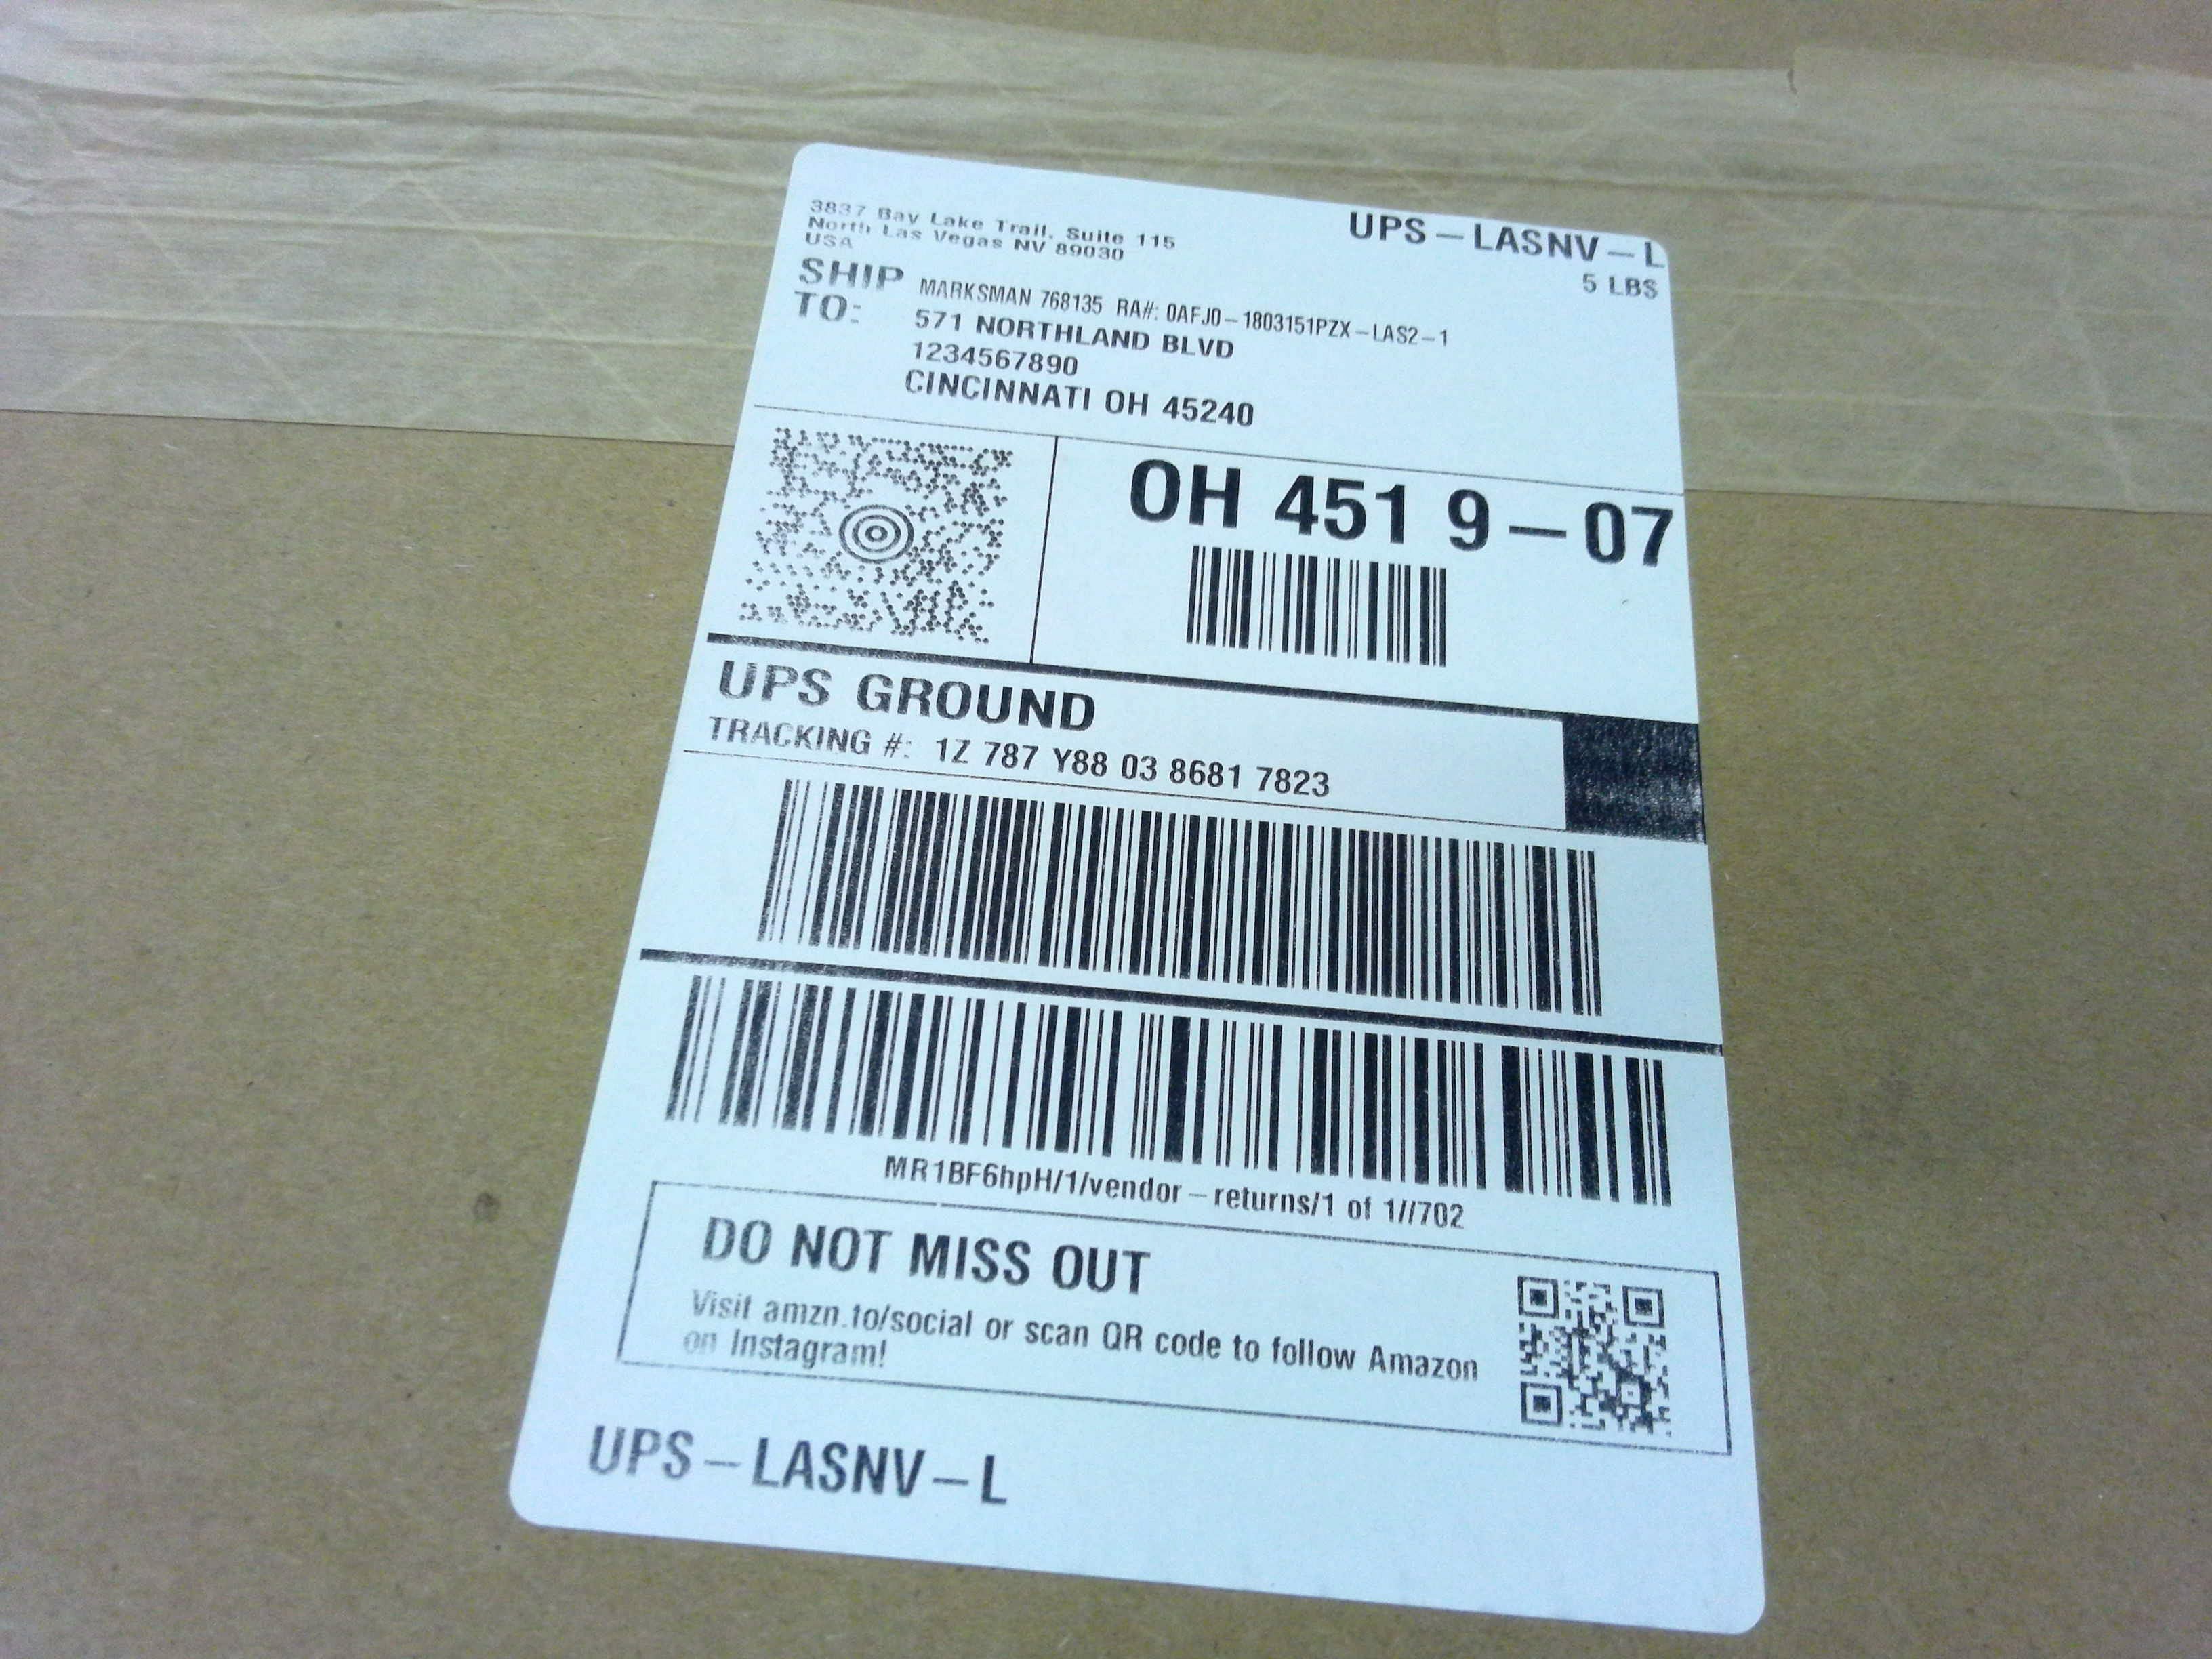 3837 Bay Lake Trail, Suite 115
North Las Vegas NV 89030
USA
UPS-LASNV-L
5 LBS
SHIP TO:
MARKSMAN 768135 RA#: 0AFJ0-1803151PZX-LAS2-1
571 NORTHLAND BLVD
1234567890
CINCINNATI OH 45240
OH 451 9-07
UPS GROUND
TRACKING #: 1Z 787 Y88 03 8681 7823
MR1BF6hpH/1/vendor-returns/1 of 1//702
DO NOT MISS OUT
Visit amzn.to/social or scan QR code to follow Amazon
on Instagram!
UPS-LASNV-L